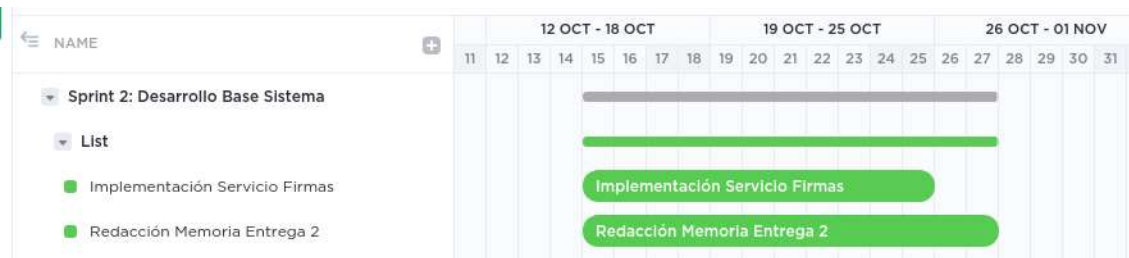 12 OCT - 18 OCT 19 OCT - 25 OCT 26 OCT - 01 NOV
NAME
11 12 13 14 15 16 17 18 19 20 21 22 23 24 25 26 27 28 29 30 31
Sprint 2: Desarrollo Base Sistema
List
Implementación Servicio Firmas Implementación Servicio Firmas
Redacción Memoria Entrega 2 Redacción Memoria Entrega 2